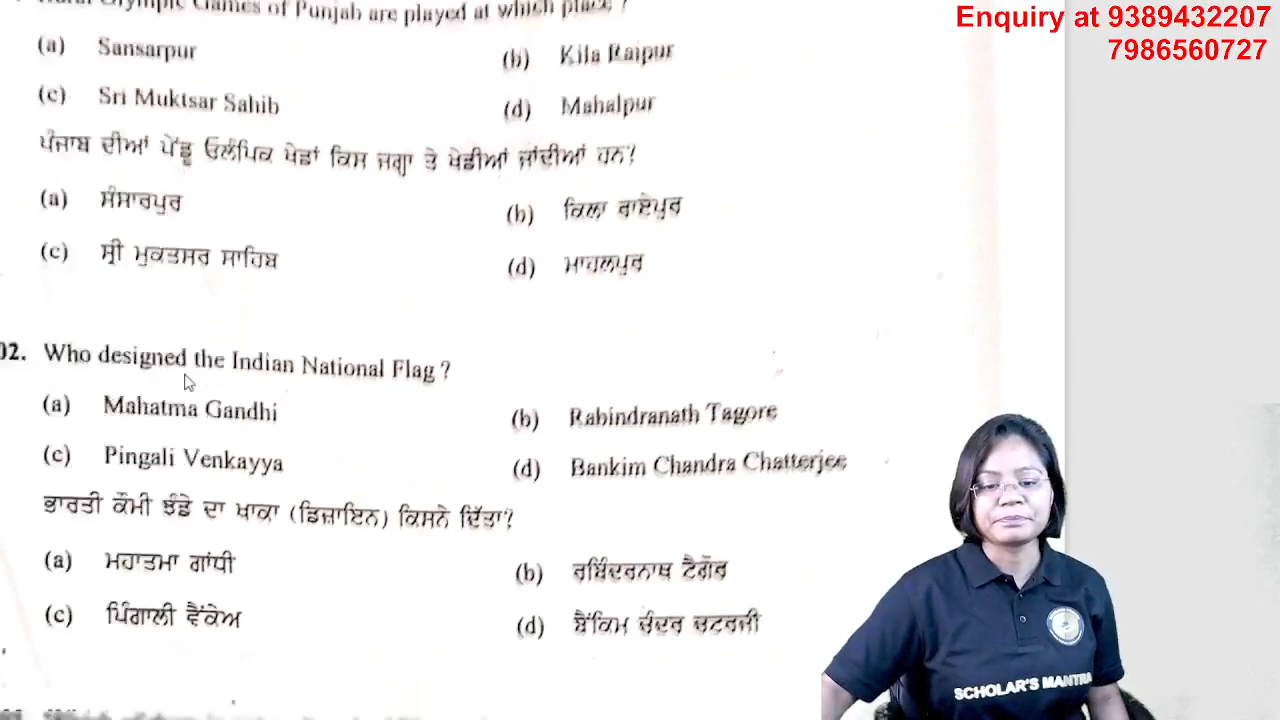 Games of Punjab are played at which place ?
Enquiry at 9389432207
7986560727
(a) Sansarpur (b) Kila Raipur
(c) Sri Muktsar Sahib (d) Mahalpur
ਪੰਜਾਬ ਦੀਆਂ ਪੇਂਡੂ ਓਲੰਪਿਕ ਖੇਡਾਂ ਕਿਸ ਜਗ੍ਹਾ ਤੇ ਖੇਡੀਆਂ ਜਾਂਦੀਆਂ ਹਨ?
(a) ਸੰਸਾਰਪੁਰ (b) ਕਿਲਾ ਰਾਏਪੁਰ
(c) ਸ੍ਰੀ ਮੁਕਤਸਰ ਸਾਹਿਬ (d) ਮਾਹਲਪੁਰ
02. Who designed the Indian National Flag ?
(a) Mahatma Gandhi (b) Rabindranath Tagore
(c) Pingali Venkayya (d) Bankim Chandra Chatterjee
ਭਾਰਤੀ ਕੌਮੀ ਝੰਡੇ ਦਾ ਖਾਕਾ (ਡਿਜ਼ਾਇਨ) ਕਿਸਨੇ ਦਿੱਤਾ?
(a) ਮਹਾਤਮਾ ਗਾਂਧੀ (b) ਰਬਿੰਦਰਨਾਥ ਟੈਗੋਰ
(c) ਪਿੰਗਾਲੀ ਵੈਂਕੇਅ (d) ਬੈਂਕਿਮ ਚੰਦਰ ਚਟਰਜੀ
SCHOLAR'S MANTRA